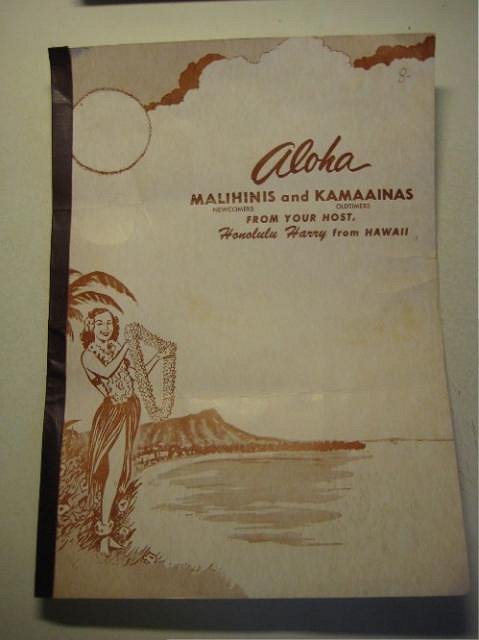 8-
Aloha
MALIHINIS and KAMAAINAS
NEWCOMERS OLDTIMERS
FROM YOUR HOST,
Honolulu Harry from HAWAII